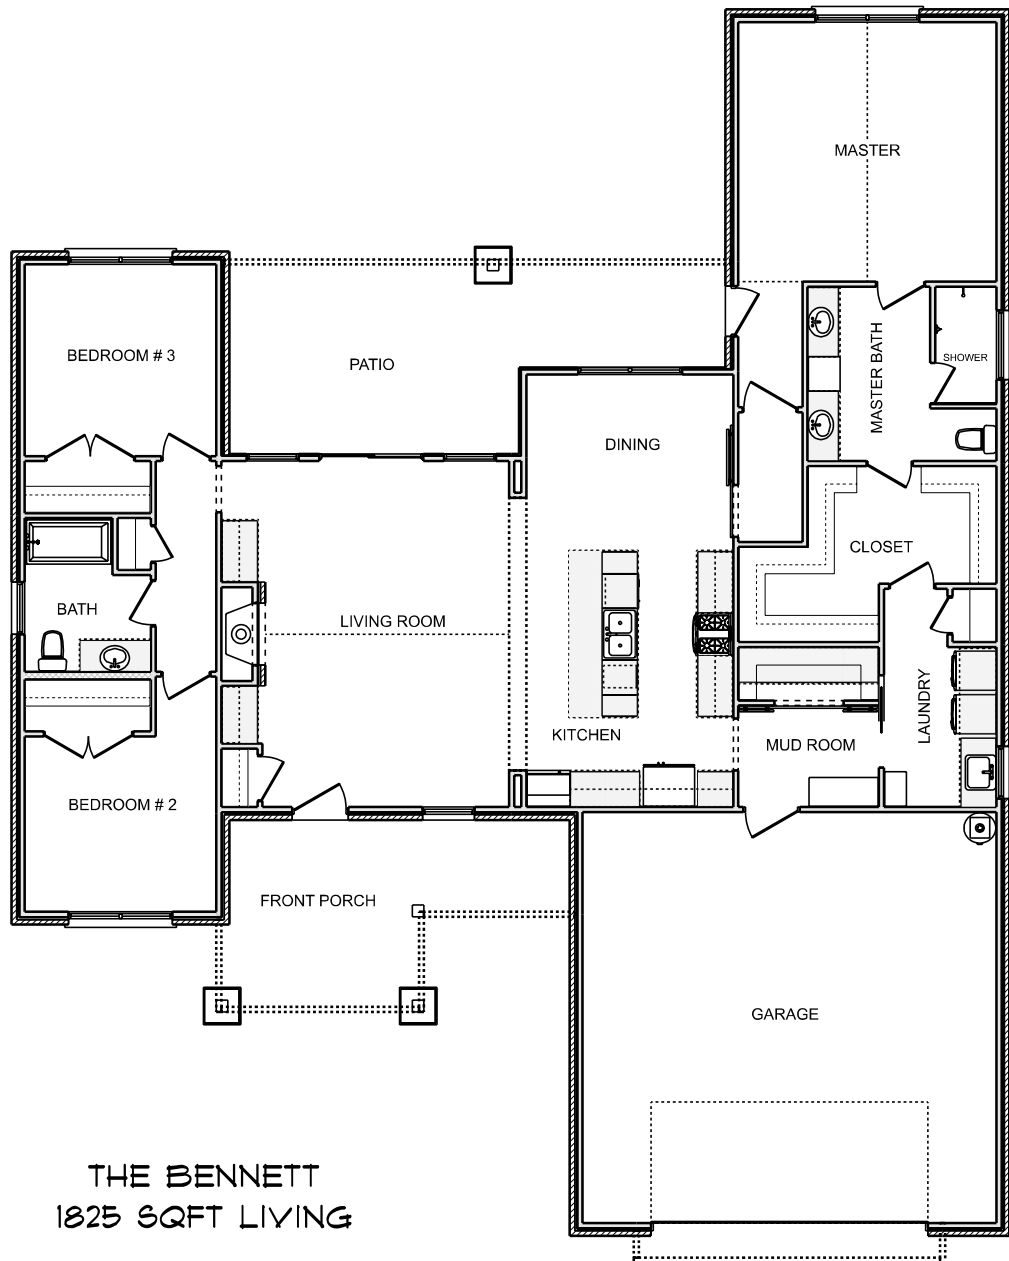 MASTER
BEDROOM # 3
PATIO
MASTER BATH
SHOWER
DINING
CLOSET
BATH
LIVING ROOM
LAUNDRY
KITCHEN
MUD ROOM
BEDROOM # 2
FRONT PORCH
GARAGE
THE BENNETT
1825 SQFT LIVING